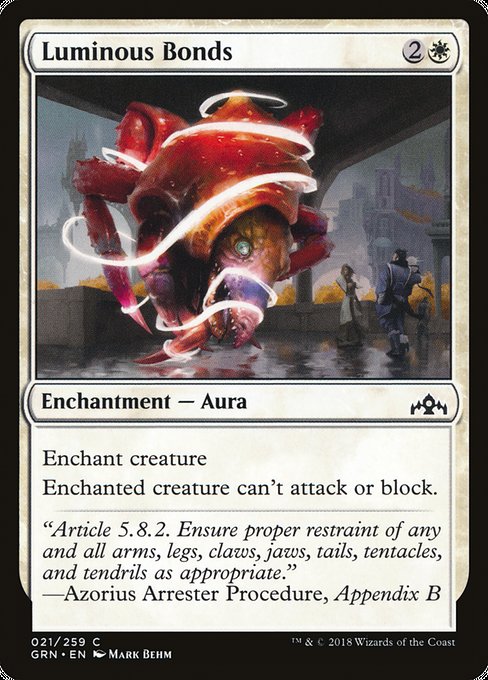 Luminous Bonds 2
Enchantment — Aura
Enchant creature
Enchanted creature can't attack or block.
“Article 5.8.2. Ensure proper restraint of any
and all arms, legs, claws, jaws, tails, tentacles,
and tendrils as appropriate.”
—Azorius Arrester Procedure, Appendix B
021/259 C
GRN • EN Mark Behm
™ & © 2018 Wizards of the Coast